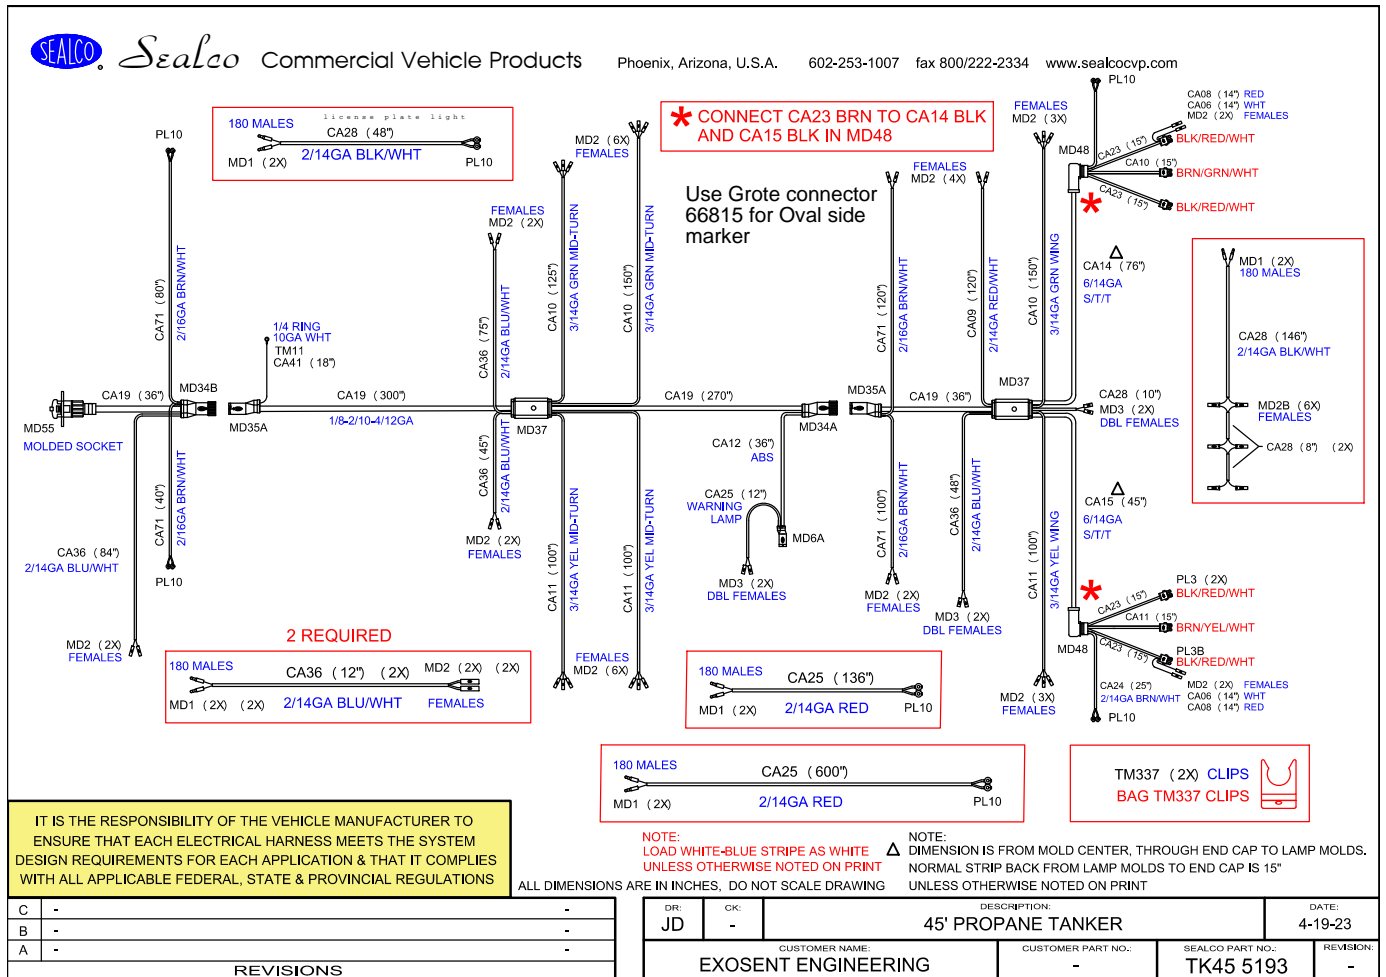 SEALCO Sealco Commercial Vehicle Products Phoenix, Arizona, U.S.A. 602-253-1007 fax 800/222-2334 www.sealcocvp.com
license plate light
180 MALES CA28 (48")
MD1 (2X) 2/14GA BLK/WHT PL10
* CONNECT CA23 BRN TO CA14 BLK
AND CA15 BLK IN MD48
Use Grote connector
66815 for Oval side
marker
PL10
CA71 (80")
2/16GA BRN/WHT
1/4 RING
10GA WHT
TM11
CA41 (18")
MD55
MOLDED SOCKET
CA19 (36")
MD34B
MD35A
CA19 (300")
1/8-2/10-4/12GA
CA71 (40")
2/16GA BRN/WHT
PL10
CA36 (84")
2/14GA BLU/WHT
MD2 (2X)
FEMALES
FEMALES
MD2 (2X)
CA36 (75")
2/14GA BLU/WHT
CA10 (125")
3/14GA GRN MID-TURN
MD2 (6X)
FEMALES
CA10 (150")
3/14GA GRN MID-TURN
MD37
CA36 (45")
2/14GA BLU/WHT
MD2 (2X)
FEMALES
CA11 (100")
3/14GA YEL MID-TURN
CA11 (100")
3/14GA YEL MID-TURN
FEMALES
MD2 (6X)
CA19 (270")
MD34A
CA12 (36")
ABS
CA25 (12")
WARNING
LAMP
MD6A
MD3 (2X)
DBL FEMALES
MD35A
CA19 (36")
MD37
FEMALES
MD2 (4X)
CA71 (120")
2/16GA BRN/WHT
CA09 (120")
2/14GA RED/WHT
FEMALES
MD2 (3X)
CA10 (150")
3/14GA GRN WING
CA71 (100")
2/16GA BRN/WHT
MD2 (2X)
FEMALES
CA36 (48")
2/14GA BLU/WHT
MD3 (2X)
DBL FEMALES
CA11 (100")
3/14GA YEL WING
MD2 (3X)
FEMALES
PL10
CA08 (14") RED
CA06 (14") WHT
MD2 (2X) FEMALES
MD48
CA23 (15") BLK/RED/WHT
CA10 (15") BRN/GRN/WHT
CA23 (15") BLK/RED/WHT
*
CA14 (76")
6/14GA
S/T/T
CA28 (10")
MD3 (2X)
DBL FEMALES
CA15 (45")
6/14GA
S/T/T
*
MD48
PL3 (2X)
CA23 (15") BLK/RED/WHT
CA11 (15") BRN/YEL/WHT
PL3B
CA23 (15") BLK/RED/WHT
CA24 (25")
2/14GA BRN/WHT
PL10
MD2 (2X) FEMALES
CA06 (14") WHT
CA08 (14") RED
MD1 (2X)
180 MALES
CA28 (146")
2/14GA BLK/WHT
MD2B (6X)
FEMALES
CA28 (8") (2X)
2 REQUIRED
180 MALES CA36 (12") (2X) MD2 (2X) (2X)
MD1 (2X) (2X) 2/14GA BLU/WHT FEMALES
180 MALES CA25 (136")
MD1 (2X) 2/14GA RED PL10
180 MALES CA25 (600")
MD1 (2X) 2/14GA RED PL10
TM337 (2X) CLIPS
BAG TM337 CLIPS
IT IS THE RESPONSIBILITY OF THE VEHICLE MANUFACTURER TO
ENSURE THAT EACH ELECTRICAL HARNESS MEETS THE SYSTEM
DESIGN REQUIREMENTS FOR EACH APPLICATION & THAT IT COMPLIES
WITH ALL APPLICABLE FEDERAL, STATE & PROVINCIAL REGULATIONS
NOTE:
LOAD WHITE-BLUE STRIPE AS WHITE
UNLESS OTHERWISE NOTED ON PRINT
NOTE:
DIMENSION IS FROM MOLD CENTER, THROUGH END CAP TO LAMP MOLDS.
NORMAL STRIP BACK FROM LAMP MOLDS TO END CAP IS 15"
UNLESS OTHERWISE NOTED ON PRINT
ALL DIMENSIONS ARE IN INCHES, DO NOT SCALE DRAWING
C - -
B - -
A - -
REVISIONS
DR: JD
CK: -
DESCRIPTION:
45' PROPANE TANKER
DATE:
4-19-23
CUSTOMER NAME:
EXOSENT ENGINEERING
CUSTOMER PART NO.:
-
SEALCO PART NO.:
TK45 5193
REVISION:
-